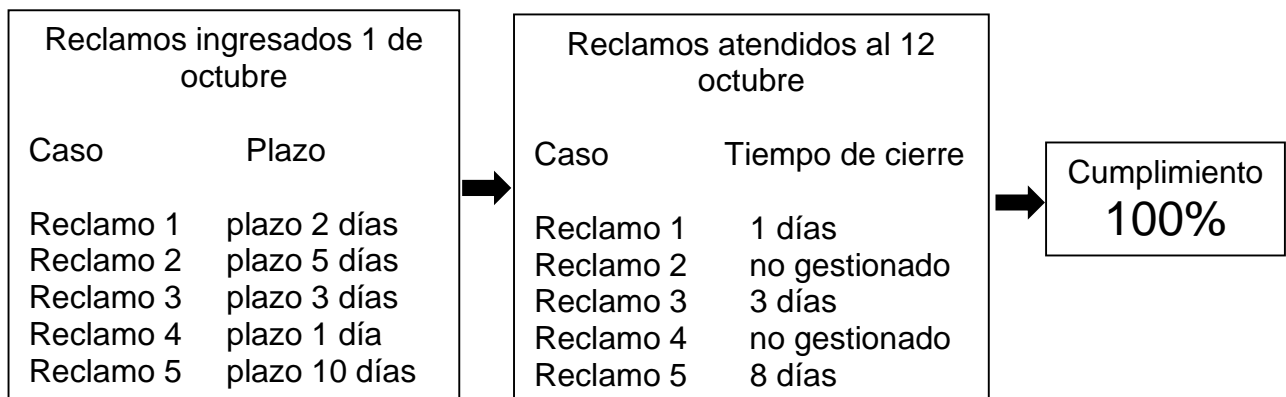 Reclamos ingresados 1 de
octubre
Caso Plazo
Reclamo 1 plazo 2 días
Reclamo 2 plazo 5 días
Reclamo 3 plazo 3 días
Reclamo 4 plazo 1 día
Reclamo 5 plazo 10 días
Reclamos atendidos al 12
octubre
Caso Tiempo de cierre
Reclamo 1 1 días
Reclamo 2 no gestionado
Reclamo 3 3 días
Reclamo 4 no gestionado
Reclamo 5 8 días
Cumplimiento
100%